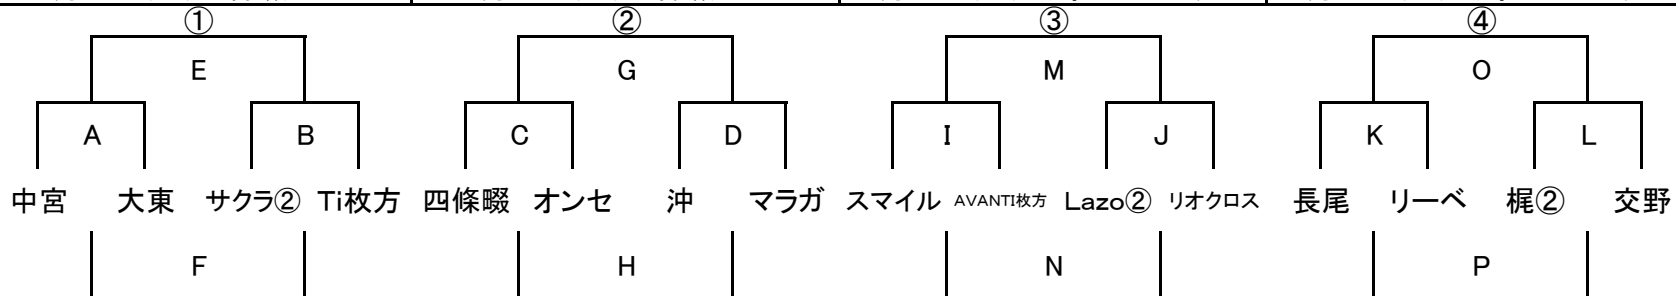 ① ② ③ ④
E G M O
A B C D I J K L
中宮 大東 サクラ② Ti枚方 四條畷 オンセ 沖 マラガ スマイル AVANTI枚方 Lazo② リオクロス 長尾 リーベ 梶② 交野
F H N P